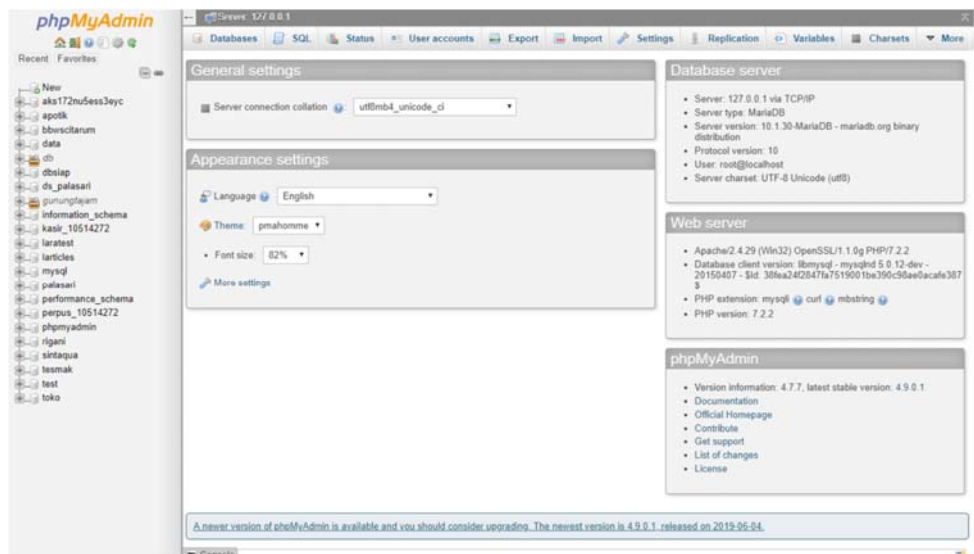 phpMyAdmin
Recent Favorites
New
aks172nu5ess3eyc
apotik
bbwscitarum
data
db
dbsiap
ds_palasari
gunungfajam
information_schema
kasir_10514272
laratest
larticles
mysql
palasari
performance_schema
perpus_10514272
phpmyadmin
rigani
sintaqua
tesmak
test
toko
Server: 127.0.0.1
Databases SQL Status User accounts Export Import Settings Replication Variables Charsets More
General settings
Server connection collation utf8mb4_unicode_ci
Appearance settings
Language English
Theme: pmahomme
Font size: 82%
More settings
Database server
Server: 127.0.0.1 via TCP/IP
Server type: MariaDB
Server version: 10.1.30-MariaDB - mariadb.org binary
distribution
Protocol version: 10
User: root@localhost
Server charset: UTF-8 Unicode (utf8)
Web server
Apache/2.4.29 (Win32) OpenSSL/1.1.0g PHP/7.2.2
Database client version: libmysql - mysqlnd 5.0.12-dev -
20150407 - $Id: 38fea24f2847fa7519001be390c98ae0acafe387
$
PHP extension: mysqli curl mbstring
PHP version: 7.2.2
phpMyAdmin
Version information: 4.7.7, latest stable version: 4.9.0.1
Documentation
Official Homepage
Contribute
Get support
List of changes
License
A newer version of phpMyAdmin is available and you should consider upgrading. The newest version is 4.9.0.1, released on 2019-06-04.
Console